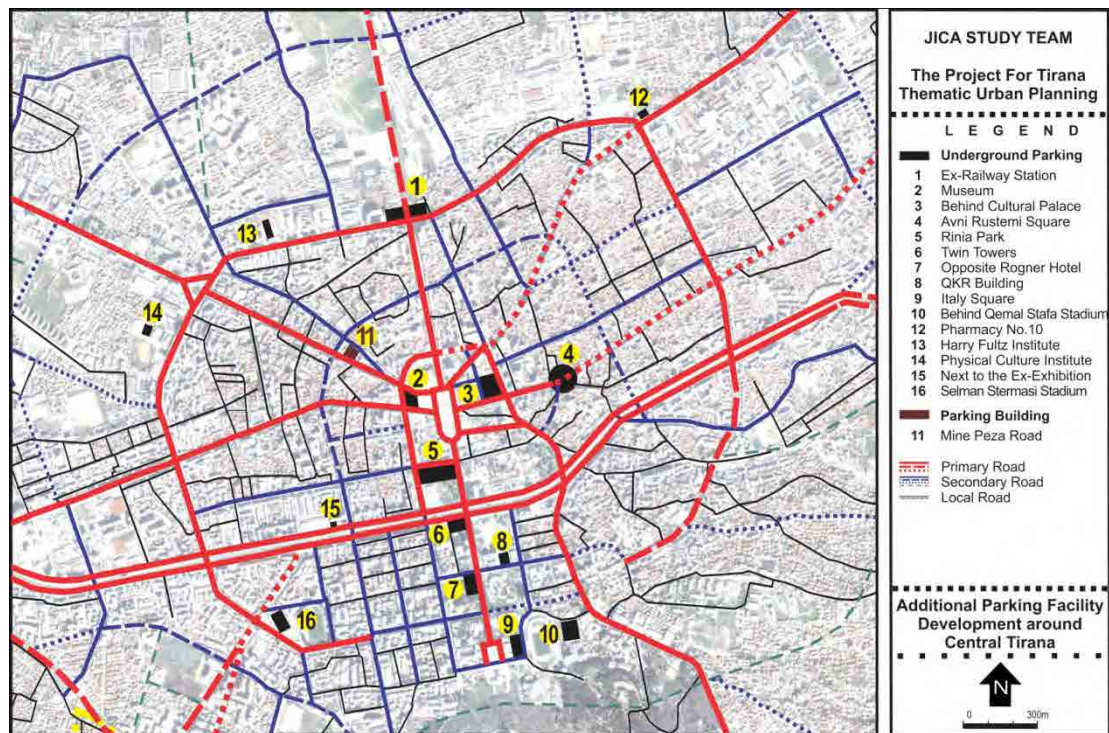 JICA STUDY TEAM
The Project For Tirana
Thematic Urban Planning
L E G E N D
Underground Parking
1 Ex-Railway Station
2 Museum
3 Behind Cultural Palace
4 Avni Rustemi Square
5 Rinia Park
6 Twin Towers
7 Opposite Rogner Hotel
8 QKR Building
9 Italy Square
10 Behind Qemal Stafa Stadium
12 Pharmacy No.10
13 Harry Fultz Institute
14 Physical Culture Institute
15 Next to the Ex-Exhibition
16 Selman Stermasi Stadium
Parking Building
11 Mine Peza Road
Primary Road
Secondary Road
Local Road
Additional Parking Facility
Development around
Central Tirana
N
0 300m
12
1
13
14
11
4
2
3
5
15
6
8
7
16
9
10